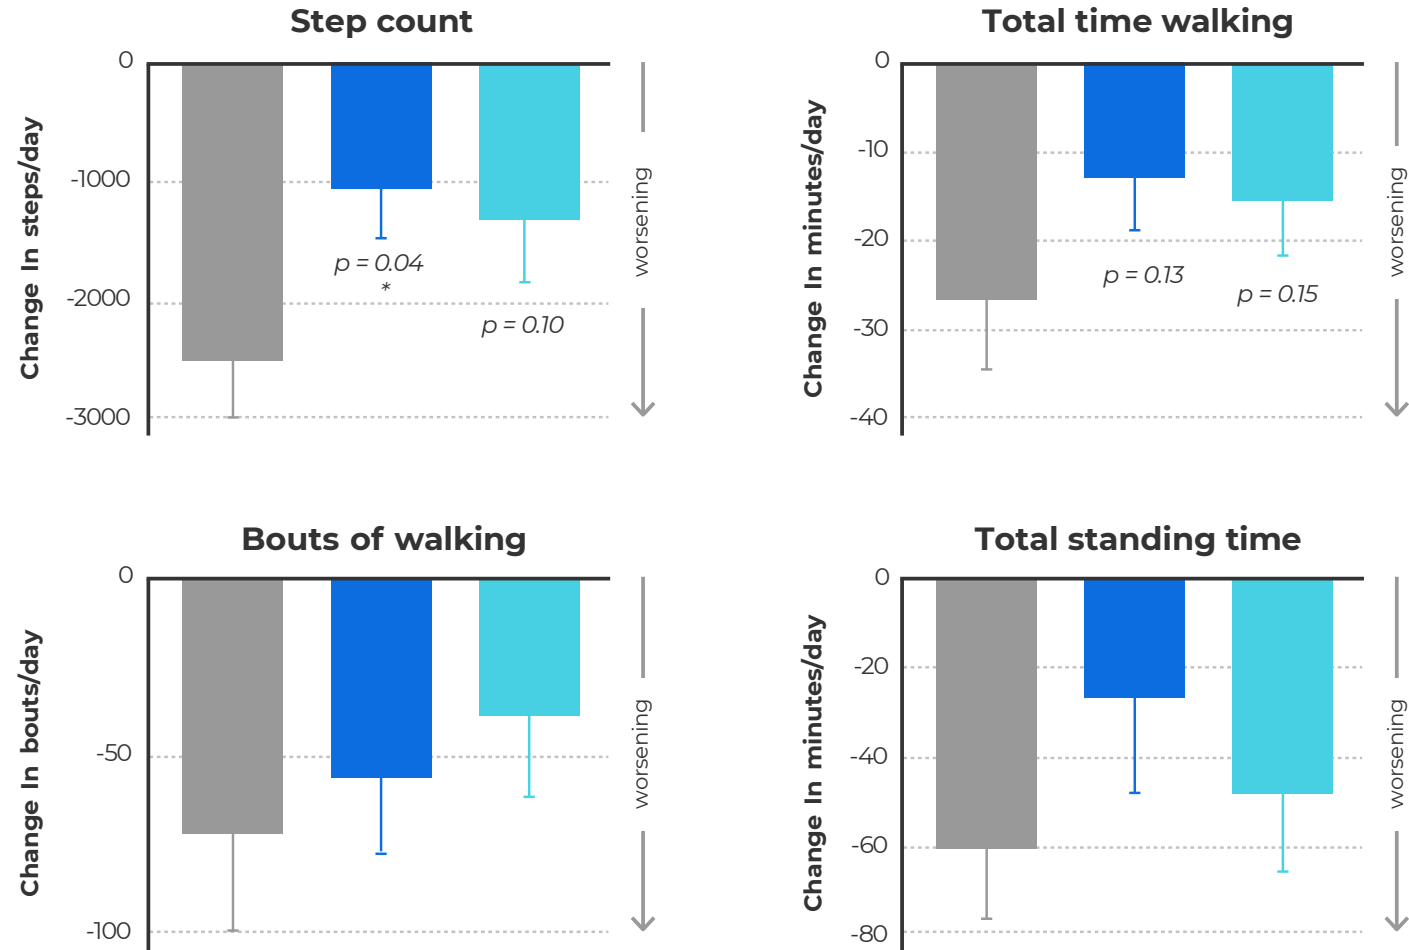 Step count
Change In steps/day
0
-1000
-2000
-3000
p = 0.04
*
p = 0.10
worsening
Total time walking
Change In minutes/day
0
-10
-20
-30
-40
p = 0.13
p = 0.15
worsening
Bouts of walking
Change In bouts/day
0
-50
-100
worsening
Total standing time
Change In minutes/day
0
-20
-40
-60
-80
worsening